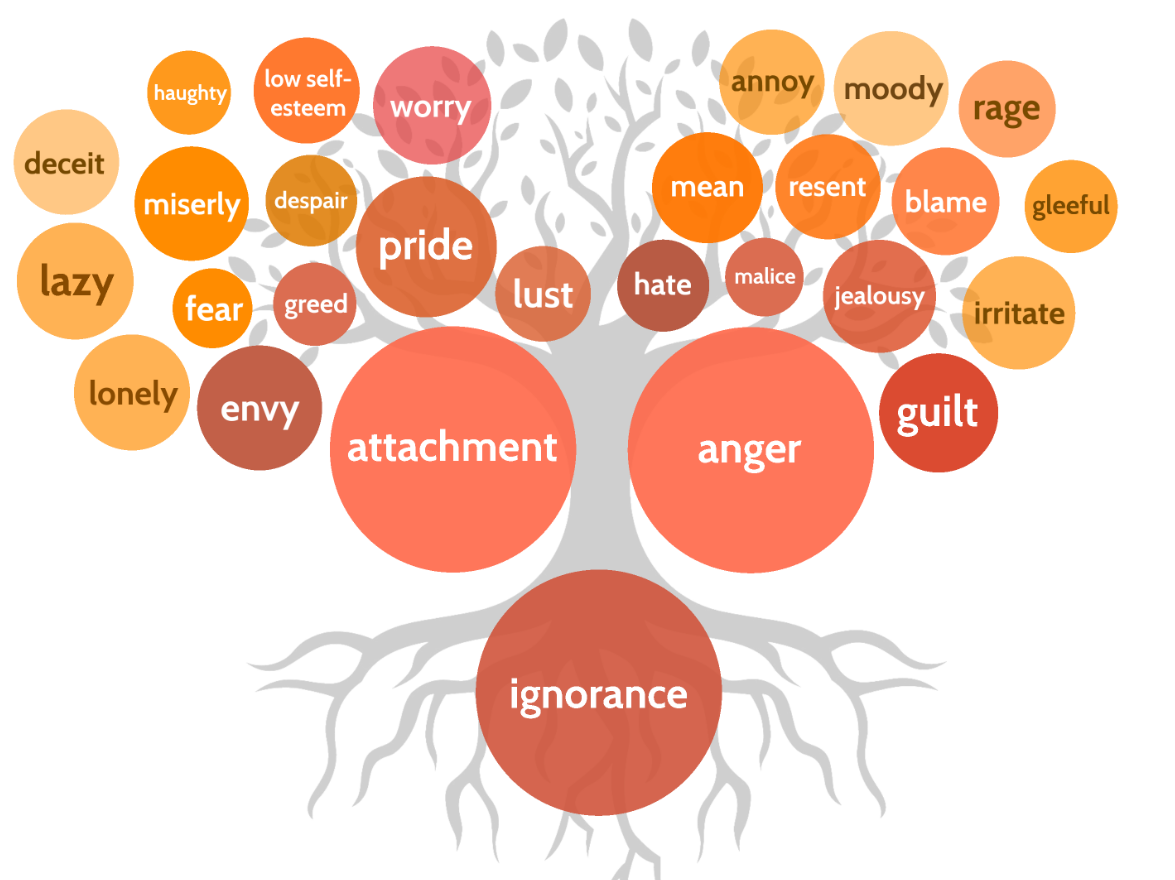 haughty
low self-
esteem
worry
deceit
miserly
despair
pride
lazy
fear
greed
lust
lonely
envy
attachment
annoy
moody
rage
mean
resent
blame
gleeful
hate
malice
jealousy
irritate
guilt
anger
ignorance